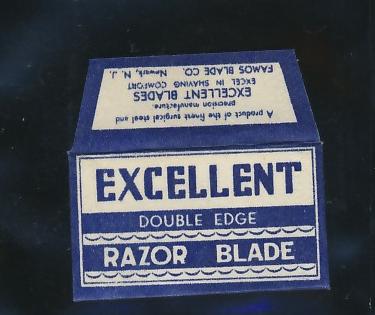 A product of the finest surgical steel and
precision manufacture.
EXCELLENT BLADES
EXCEL IN SHAVING COMFORT
FAMOS BLADE CO. Newark, N. J.
EXCELLENT
DOUBLE EDGE
RAZOR BLADE